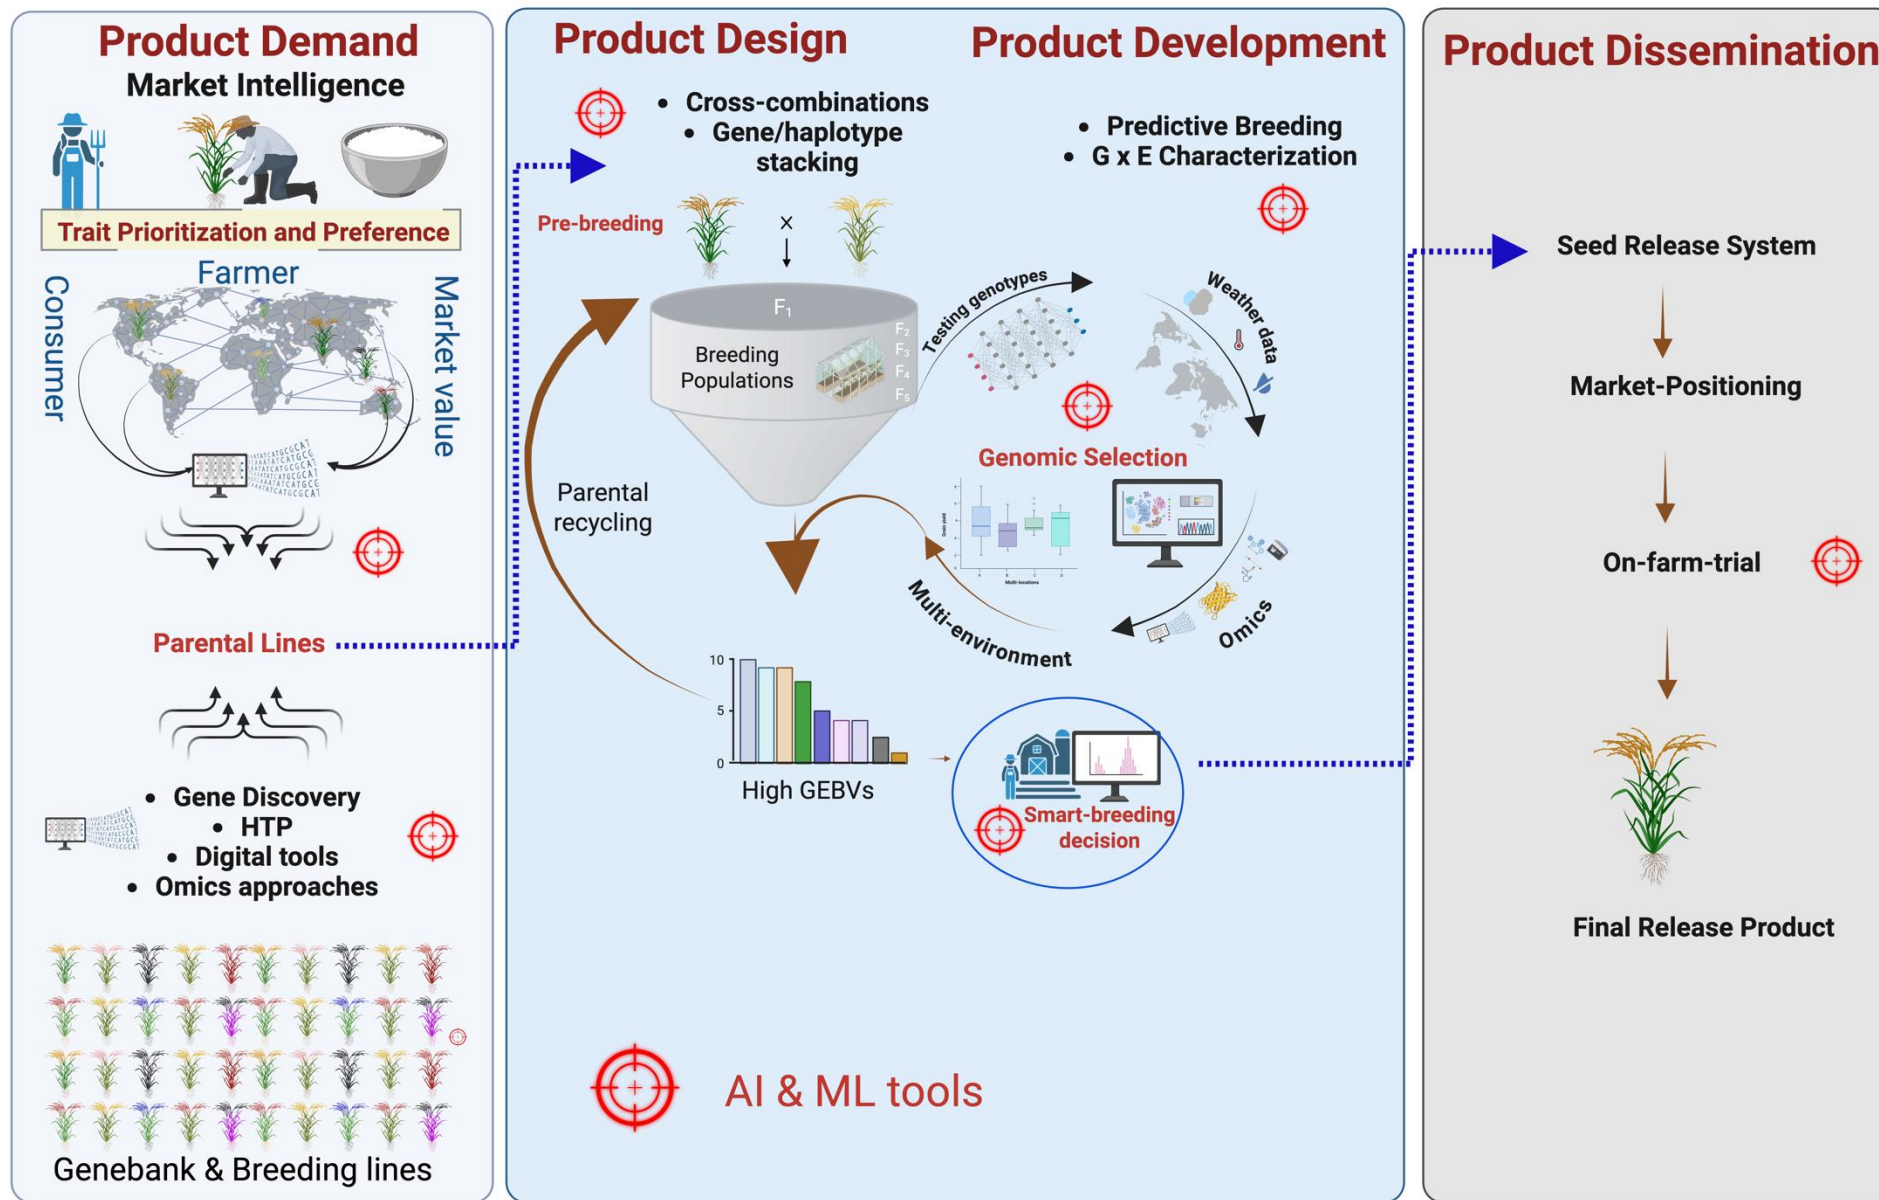 Product Demand
Market Intelligence
Trait Prioritization and Preference
Farmer
Consumer
Market value
Parental Lines
• Gene Discovery
• HTP
• Digital tools
• Omics approaches
Genebank & Breeding lines
Product Design
• Cross-combinations
• Gene/haplotype
stacking
Pre-breeding
×
F1
F2
F3
F4
F5
Breeding
Populations
Parental
recycling
10
5
0
High GEBVs
Product Development
• Predictive Breeding
• G x E Characterization
Testing genotypes
Weather data
Genomic Selection
Grain yield
A
B
C
D
Multi-locations
Omics
Multi-environment
Smart-breeding
decision
AI & ML tools
Product Dissemination
Seed Release System
Market-Positioning
On-farm-trial
Final Release Product